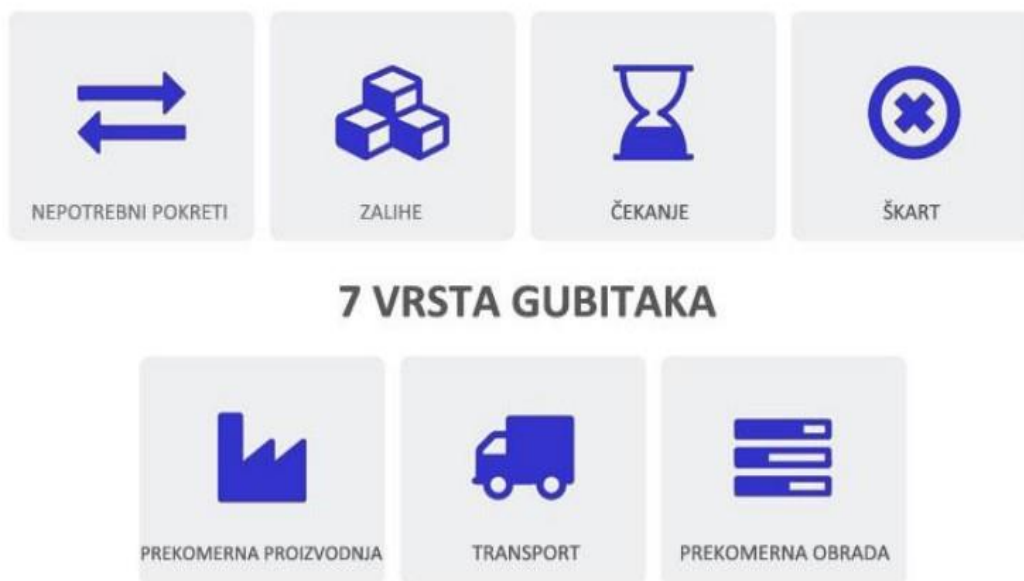 NEPOTREBNI POKRETI
ZALIHE
ČEKANJE
ŠKART
7 VRSTA GUBITAKA
PREKOMERNA PROIZVODNJA
TRANSPORT
PREKOMERNA OBRADA